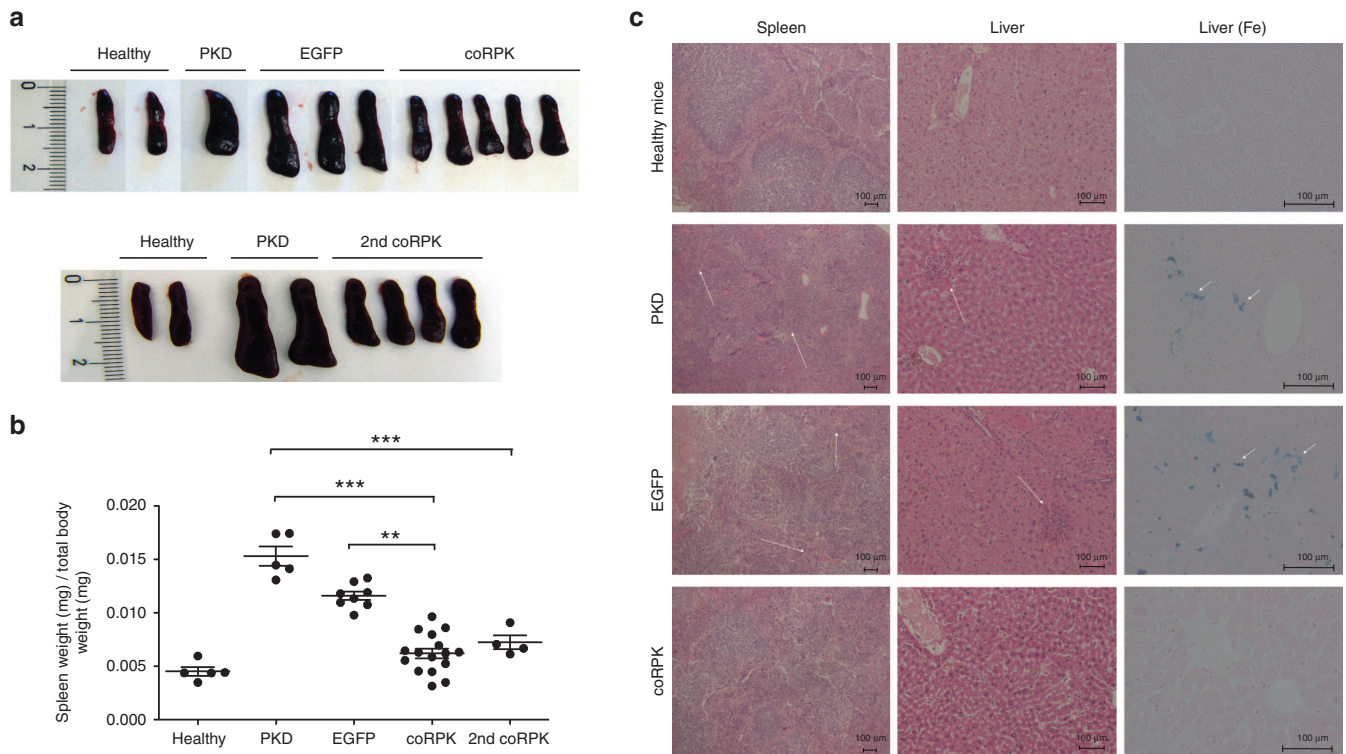 a
Healthy PKD EGFP coRPK
0
1
2
Healthy PKD 2nd coRPK
0
1
2
b
***
***
**
0.020
0.015
0.010
0.005
0.000
Spleen weight (mg) / total body
weight (mg)
Healthy PKD EGFP coRPK 2nd coRPK
c
Spleen Liver Liver (Fe)
Healthy mice
100 μm 100 μm 100 μm
PKD
100 μm 100 μm 100 μm
EGFP
100 μm 100 μm 100 μm
coRPK
100 μm 100 μm 100 μm